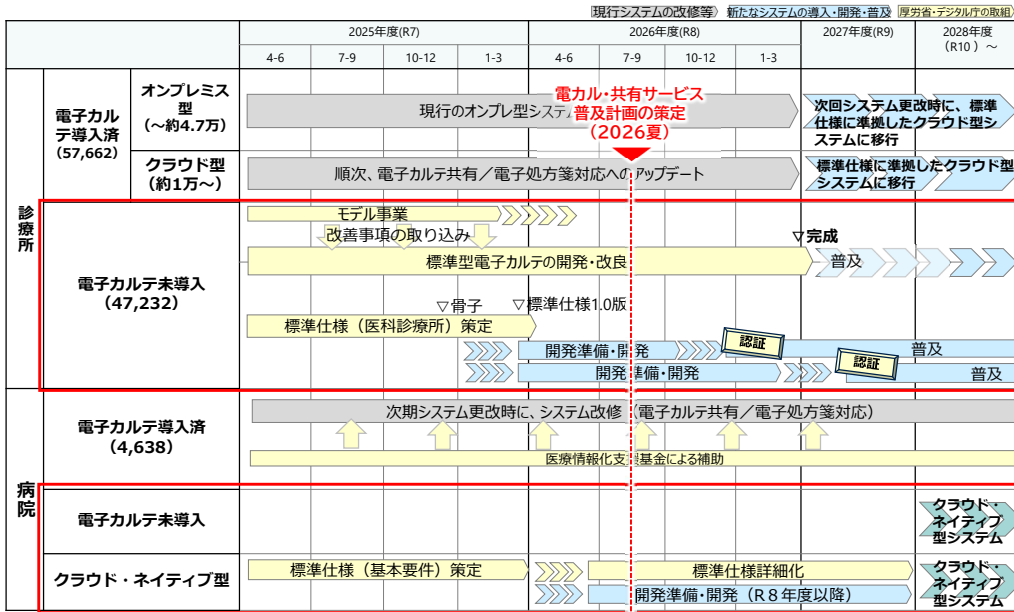 現行システムの改修等
新たなシステムの導入・開発・普及
厚労省・デジタル庁の取組
2025年度(R7)
2026年度(R8)
2027年度(R9)
2028年度
（R10）～
4-6
7-9
10-12
1-3
4-6
7-9
10-12
1-3
電カル・共有サービス
普及計画の策定
（2026夏）
診療所
電子カル
テ導入済
(57,662)
オンプレミス
型
（～約4.7万）
現行のオンプレ型システ
次回システム更改時に、標準
仕様に準拠したクラウド型シ
ステムに移行
クラウド型
（約1万～）
順次、電子カルテ共有／電子処方箋対応へのアップデート
標準仕様に準拠したクラウド型
システムに移行
電子カルテ未導入
（47,232）
モデル事業
改善事項の取り込み
▽完成
標準型電子カルテの開発・改良
普及
▽骨子
▽標準仕様1.0版
標準仕様（医科診療所）策定
開発準備・開発
認証
普及
開発準備・開発
認証
普及
病院
電子カルテ導入済
（4,638）
次期システム更改時に、システム改修（電子カルテ共有／電子処方箋対応）
医療情報化支援基金による補助
電子カルテ未導入
クラウド・
ネイティブ
型システム
クラウド・ネイティブ型
標準仕様（基本要件）策定
標準仕様詳細化
開発準備・開発（R８年度以降）
クラウド・
ネイティブ
型システム